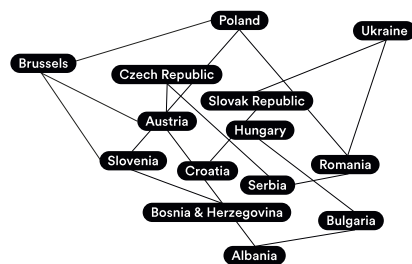 Poland
Ukraine
Brussels
Czech Republic
Slovak Republic
Austria
Hungary
Slovenia
Croatia
Romania
Serbia
Bosnia & Herzegovina
Bulgaria
Albania